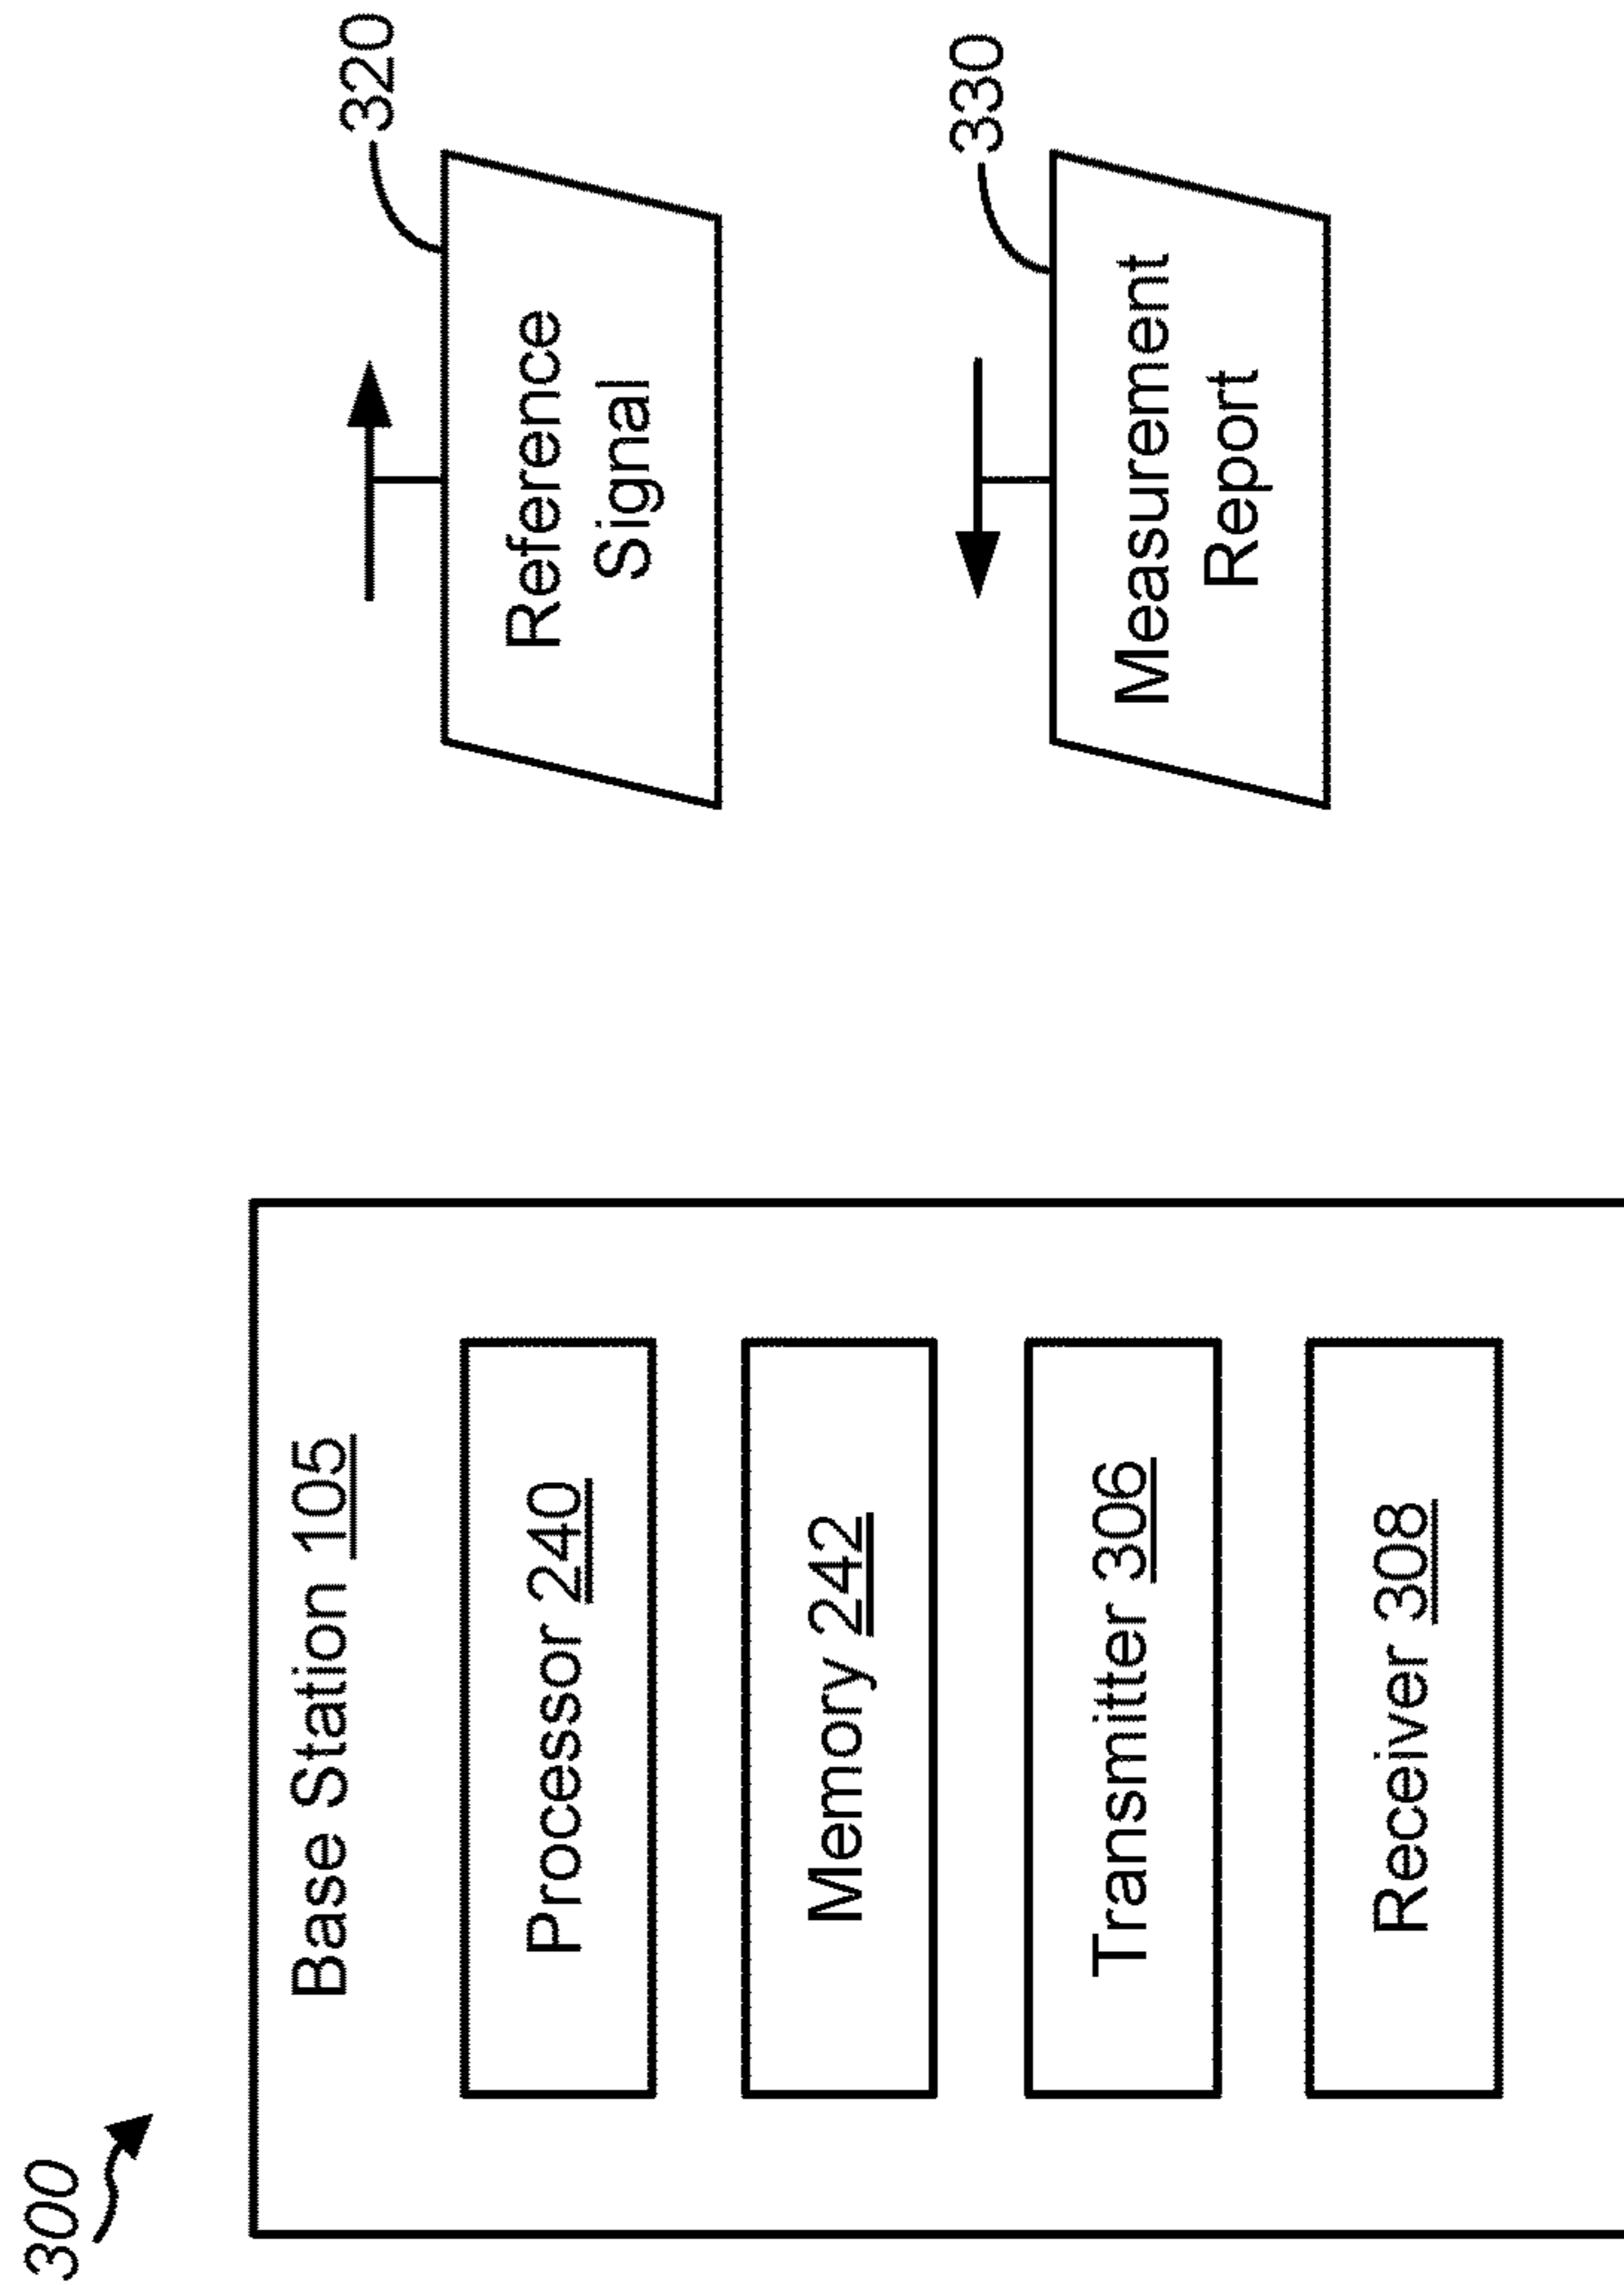 300
Base Station 105
Processor 240
Memory 242
Transmitter 306
Receiver 308
320
Reference
Signal
330
Measurement
Report